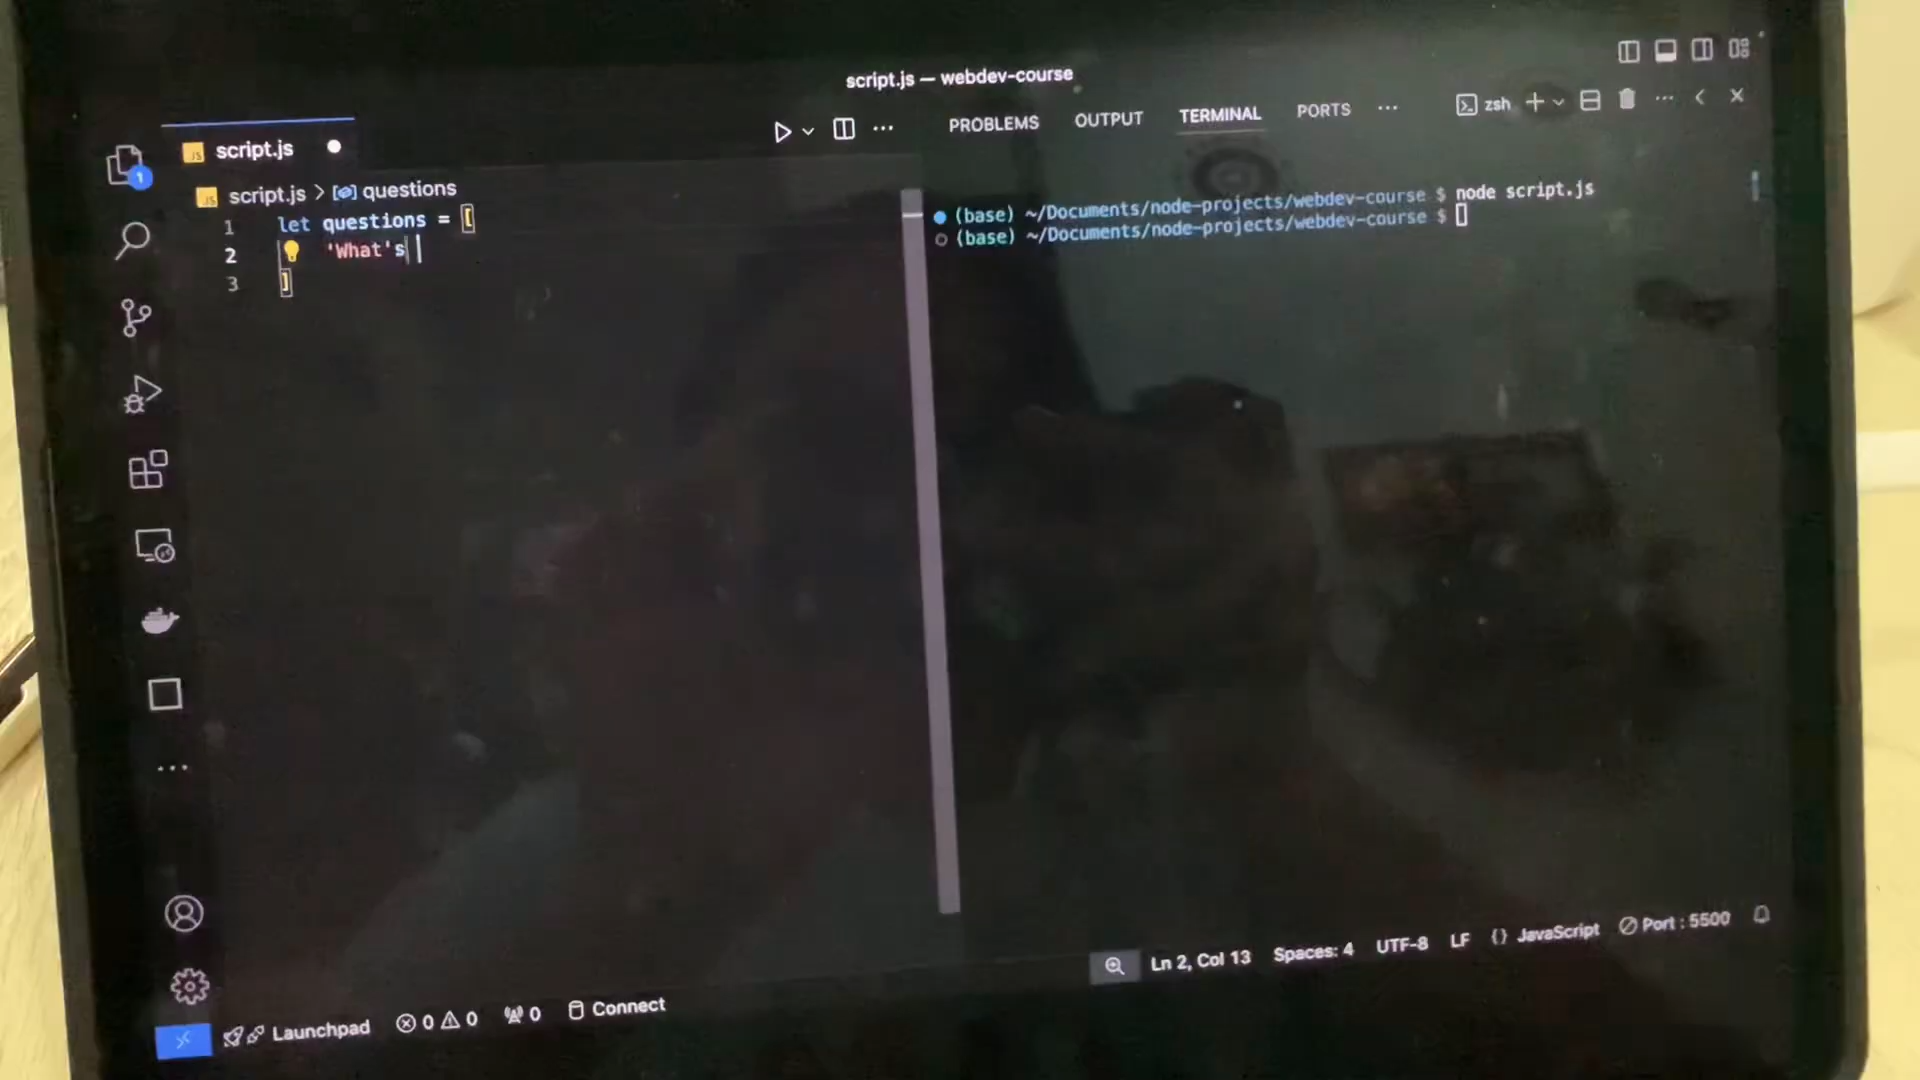 script.js — webdev-course
script.js
PROBLEMS OUTPUT TERMINAL PORTS ...
zsh
script.js > questions
1 let questions = [
2 'What's
3 ]
(base) ~/Documents/node-projects/webdev-course $ node script.js
(base) ~/Documents/node-projects/webdev-course $
1
Ln 2, Col 13 Spaces: 4 UTF-8 LF {} JavaScript Port : 5500
Launchpad 0 0 0 Connect